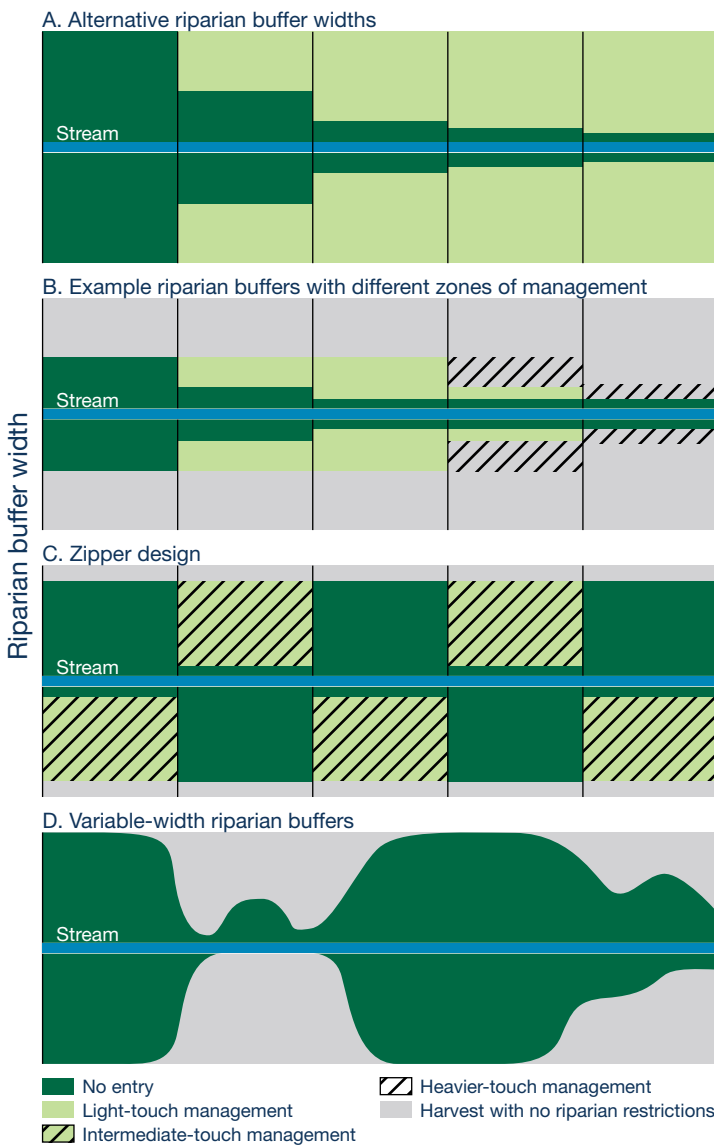 A. Alternative riparian buffer widths
Stream
B. Example riparian buffers with different zones of management
Stream
Riparian buffer width
C. Zipper design
Stream
D. Variable-width riparian buffers
Stream
No entry
Light-touch management
Intermediate-touch management
Heavier-touch management
Harvest with no riparian restrictions